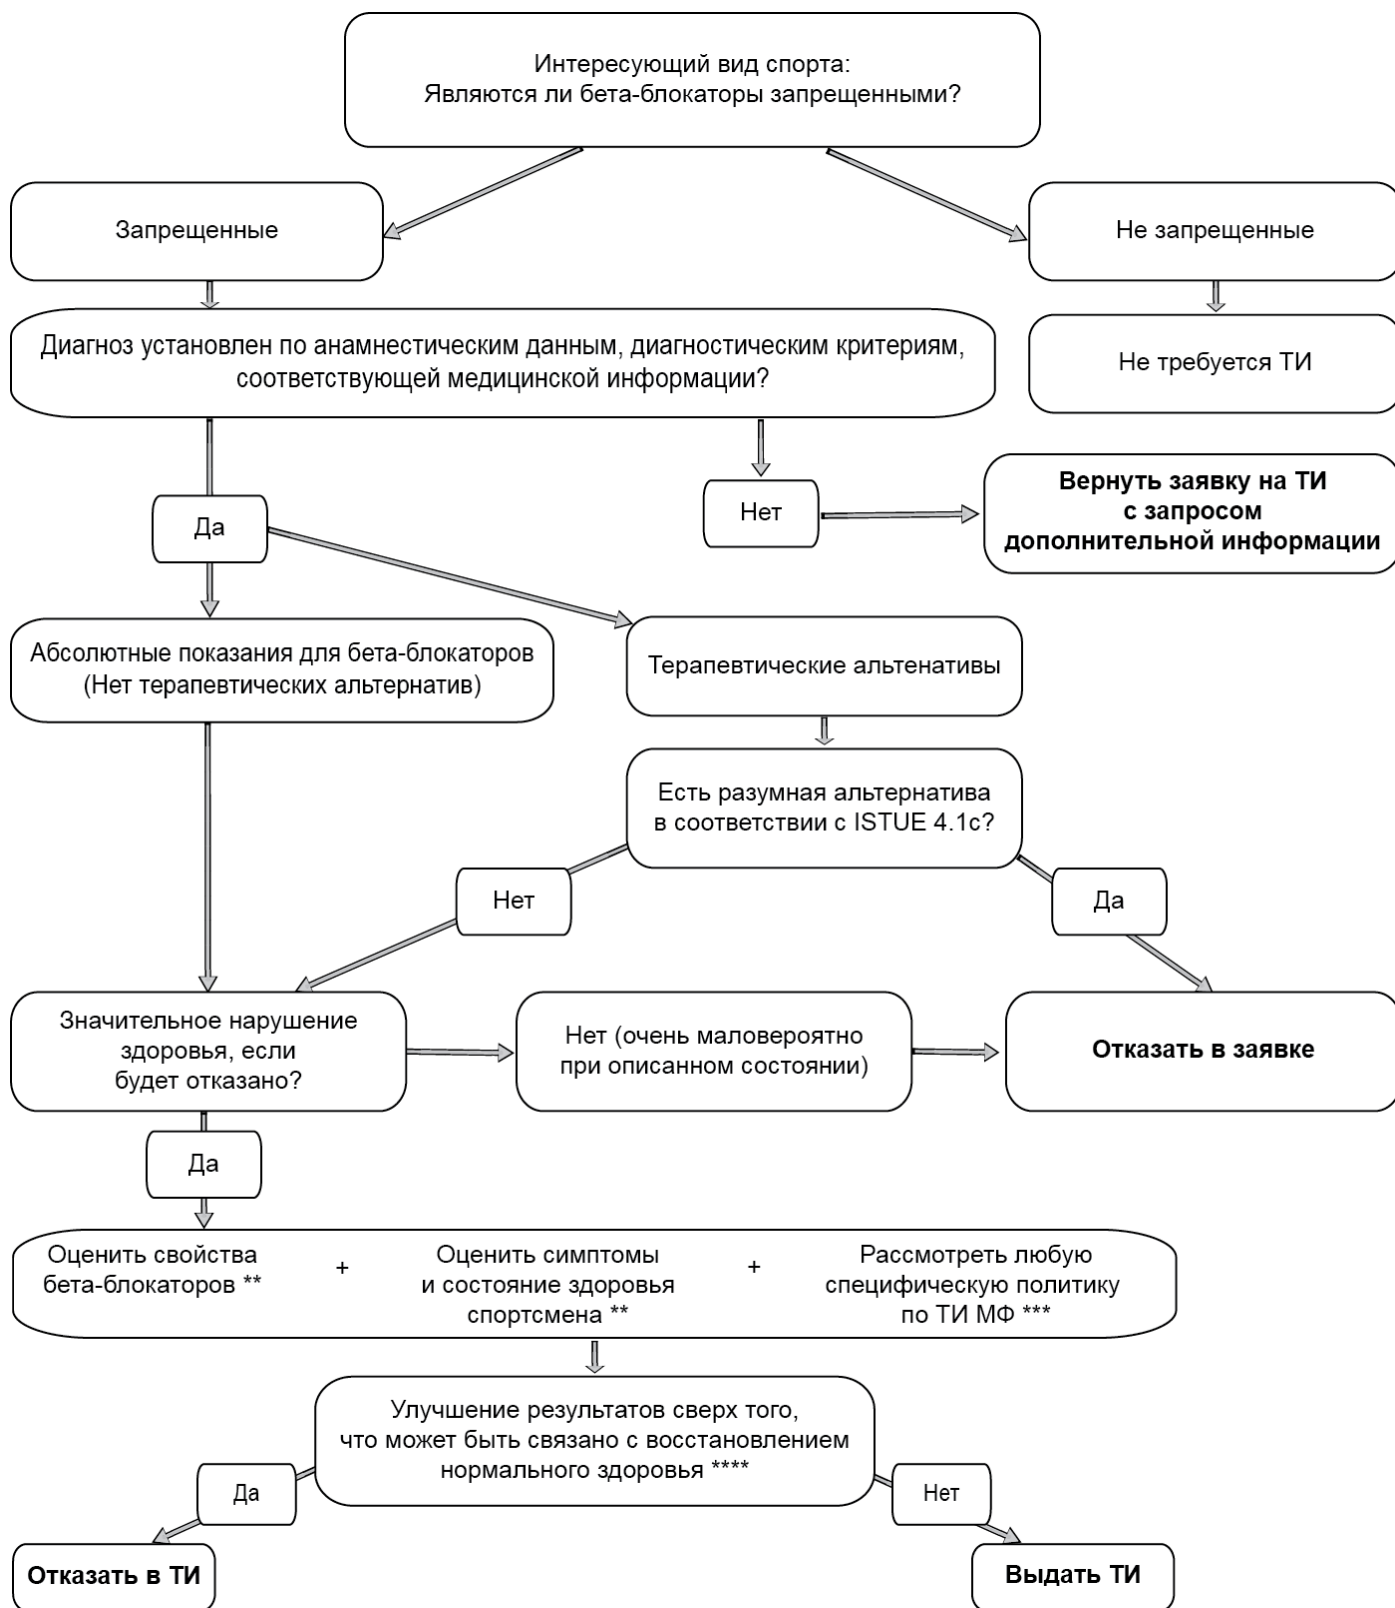 Интересующий вид спорта:
Являются ли бета-блокаторы запрещенными?
Запрещенные
Не запрещенные
Диагноз установлен по анамнестическим данным, диагностическим критериям,
соответствующей медицинской информации?
Не требуется ТИ
Да
Нет
Вернуть заявку на ТИ
с запросом
дополнительной информации
Абсолютные показания для бета-блокаторов
(Нет терапевтических альтернатив)
Терапевтические альтенативы
Есть разумная альтернатива
в соответствии с ISTUE 4.1c?
Нет
Да
Значительное нарушение
здоровья, если
будет отказано?
Нет (очень маловероятно
при описанном состоянии)
Отказать в заявке
Да
Оценить свойства
бета-блокаторов **
+
Оценить симптомы
и состояние здоровья
спортсмена **
+
Рассмотреть любую
специфическую политику
по ТИ МФ ***
Улучшение результатов сверх того,
что может быть связано с восстановлением
нормального здоровья ****
Да
Нет
Отказать в ТИ
Выдать ТИ